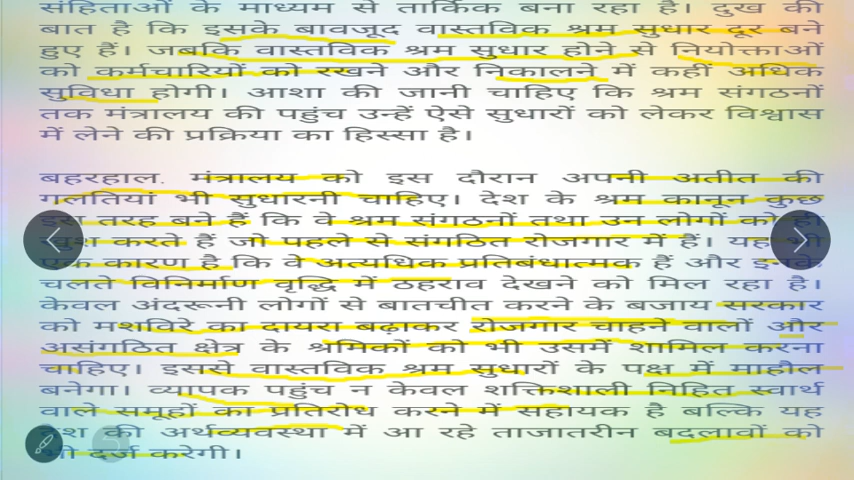 संहिताओं के माध्यम से तार्किक बना रहा है। दुख की
बात है कि इसके बावजूद वास्तविक श्रम सुधार दूर बने
हुए हैं। जबकि वास्तविक श्रम सुधार होने से नियोक्ताओं
को कर्मचारियों को रखने और निकालने में कहीं अधिक
सुविधा होगी। आशा की जानी चाहिए कि श्रम संगठनों
तक मंत्रालय की पहुंच उन्हें ऐसे सुधारों को लेकर विश्वास
में लेने की प्रक्रिया का हिस्सा है।
बहरहाल, मंत्रालय को इस दौरान अपनी अतीत की
गलतियां भी सुधारनी चाहिए। देश के श्रम कानून कुछ
इस तरह बने हैं कि वे श्रम संगठनों तथा उन लोगों को ही
खुश करते हैं जो पहले से संगठित रोजगार में हैं। यह भी
एक कारण है कि वे अत्यधिक प्रतिबंधात्मक हैं और इनके
चलते विनिर्माण वृद्धि में ठहराव देखने को मिल रहा है।
केवल अंदरूनी लोगों से बातचीत करने के बजाय सरकार
को मशविरे का दायरा बढ़ाकर रोजगार चाहने वालों और
असंगठित क्षेत्र के श्रमिकों को भी उसमें शामिल करना
चाहिए। इससे वास्तविक श्रम सुधारों के पक्ष में माहौल
बनेगा। व्यापक पहुंच न केवल शक्तिशाली निहित स्वार्थ
वाले समूहों का प्रतिरोध करने में सहायक है बल्कि यह
देश की अर्थव्यवस्था में आ रहे ताजातरीन बदलावों को
भी दर्ज करेगी।